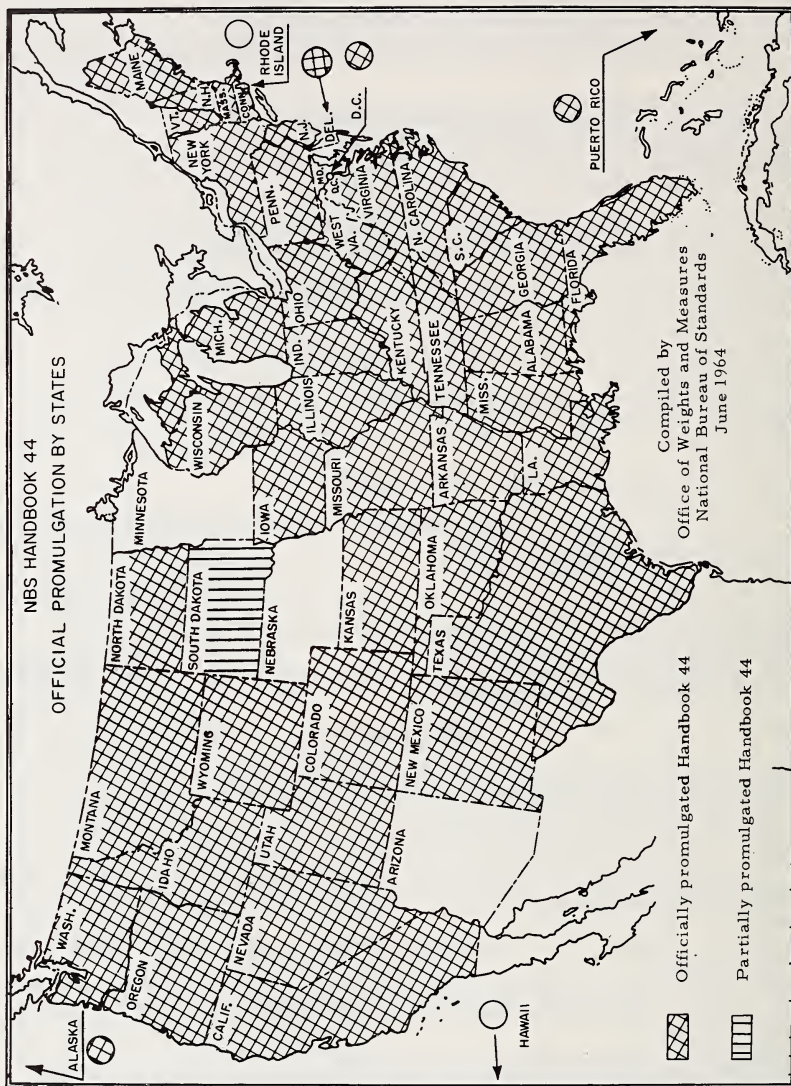 NBS HANDBOOK 44
OFFICIAL PROMULGATION BY STATES
ALASKA
WASH.
OREGON
CALIF.
NEVADA
IDAHO
MONTANA
WYOMING
UTAH
COLORADO
ARIZONA
NEW MEXICO
NORTH DAKOTA
SOUTH DAKOTA
NEBRASKA
KANSAS
OKLAHOMA
TEXAS
MINNESOTA
IOWA
MISSOURI
ARKANSAS
LA.
WISCONSIN
ILLINOIS
MICH.
IND.
OHIO
KENTUCKY
TENNESSEE
MISS.
ALABAMA
GEORGIA
FLORIDA
S.C.
N. CAROLINA
VIRGINIA
WEST
VA.
MD.
D.C.
PENN.
NEW
YORK
VT.
N.H.
MAINE
MASS.
CONN.
RHODE
ISLAND
N.J.
DEL.
D.C.
PUERTO RICO
HAWAII
Officially promulgated Handbook 44
Partially promulgated Handbook 44
Compiled by
Office of Weights and Measures
National Bureau of Standards
June 1964